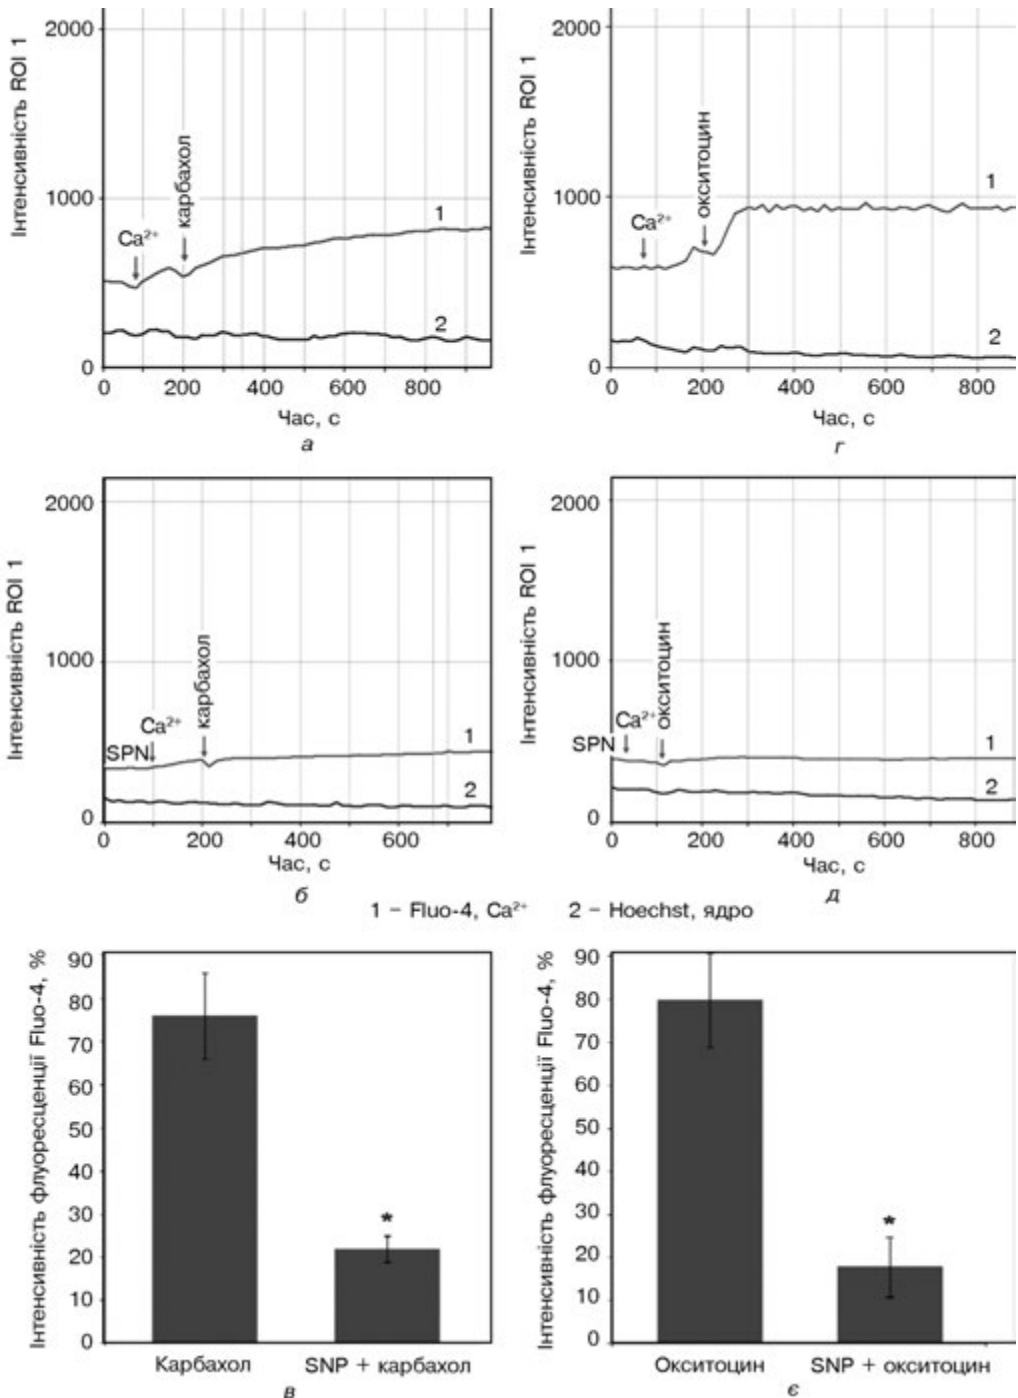 Інтенсивність ROI 1
2000
1000
0
Ca²⁺
карбахол
1
2
0 200 400 600 800
Час, с
а
Інтенсивність ROI 1
2000
1000
0
Ca²⁺
окситоцин
1
2
0 200 400 600 800
Час, с
г
Інтенсивність ROI 1
2000
1000
0
SPN
Ca²⁺
карбахол
1
2
0 200 400 600
Час, с
б
Інтенсивність ROI 1
2000
1000
0
SPN
Ca²⁺
окситоцин
1
2
0 200 400 600 800
Час, с
д
1 – Fluo-4, Ca²⁺ 2 – Hoechst, ядро
Інтенсивність флуоресценції Fluo-4, %
90
80
70
60
50
40
30
20
10
0
*
Карбахол SNP + карбахол
в
Інтенсивність флуоресценції Fluo-4, %
90
80
70
60
50
40
30
20
10
0
*
Окситоцин SNP + окситоцин
є